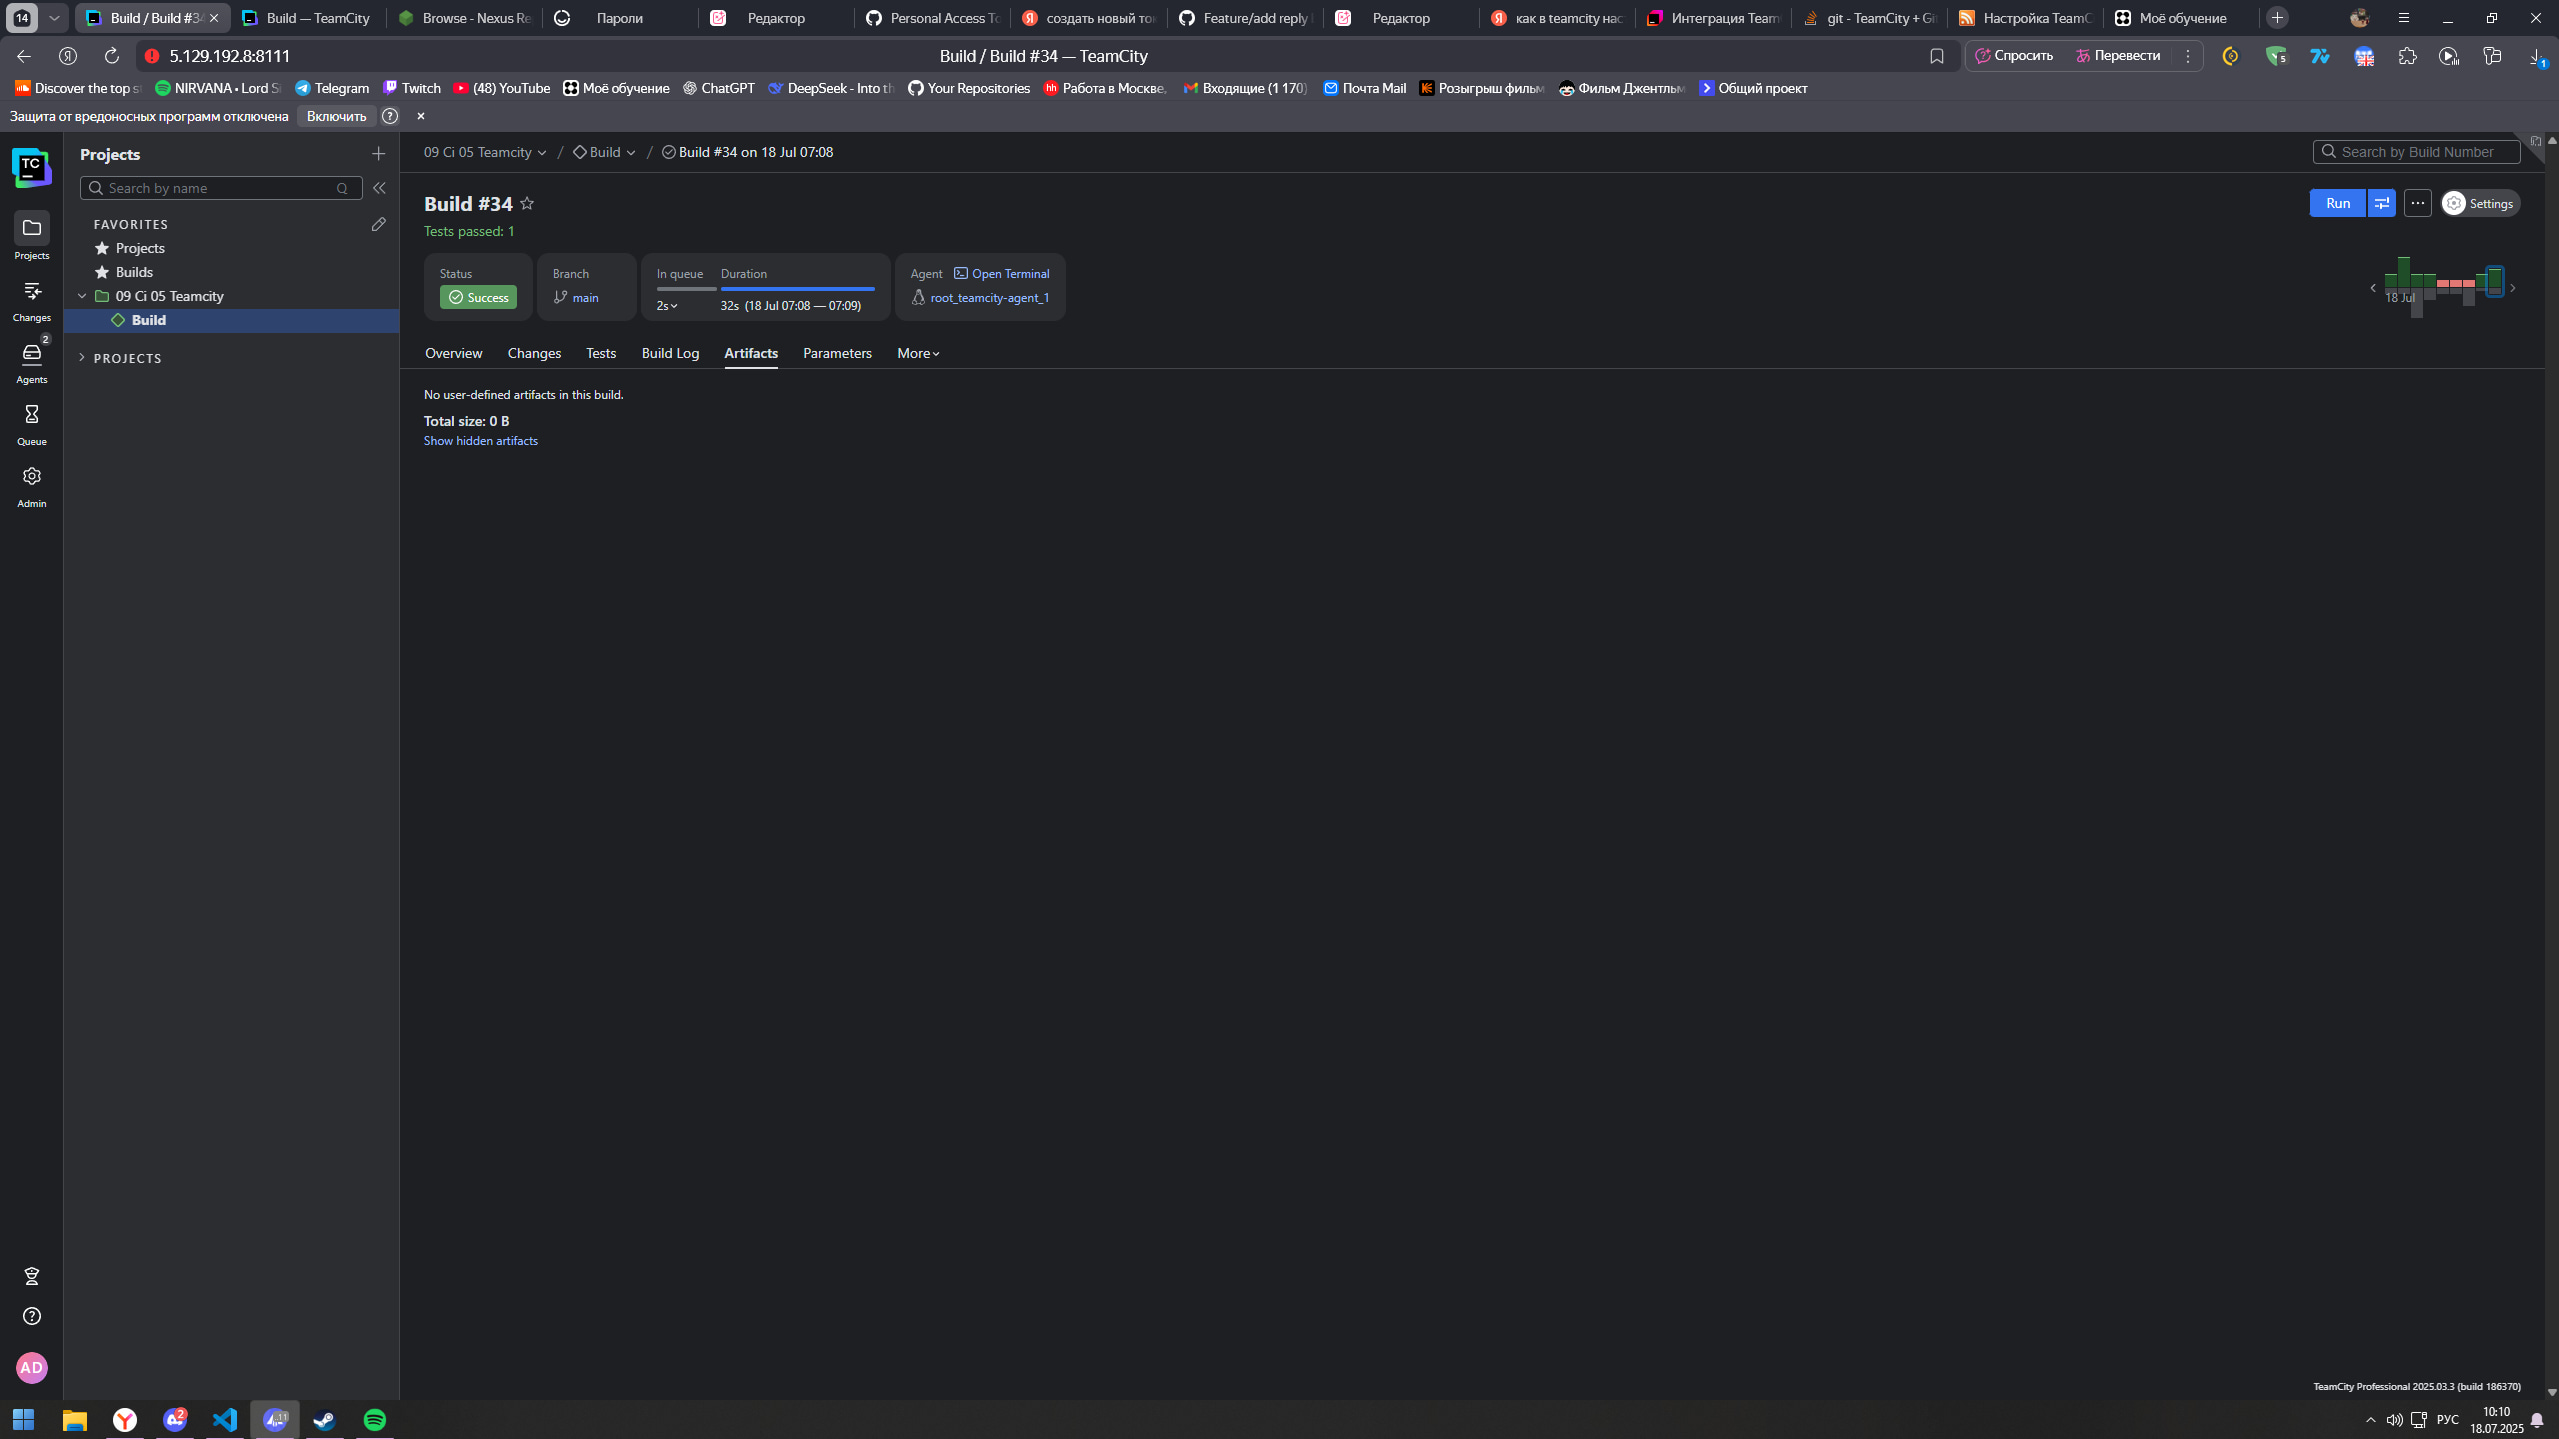 14
Build / Build #34
Build — TeamCity
Browse - Nexus Re
Пароли
Редактор
Personal Access To
создать новый ток
Feature/add reply
Редактор
как в teamcity нас
Интеграция Team
git - TeamCity + Gi
Настройка TeamC
Моё обучение
5.129.192.8:8111
Build / Build #34 — TeamCity
Спросить
Перевести
5
1
Discover the top s
NIRVANA • Lord Si
Telegram
Twitch
(48) YouTube
Моё обучение
ChatGPT
DeepSeek - Into th
Your Repositories
Работа в Москве,
Входящие (1 170)
Почта Mail
Розыгрыш фильм
Фильм Джентльм
Общий проект
Защита от вредоносных программ отключена
Включить
TC
Projects
Search by name
Q
FAVORITES
Projects
Builds
09 Ci 05 Teamcity
Build
PROJECTS
Projects
Changes
2
Agents
Queue
Admin
AD
09 Ci 05 Teamcity / Build / Build #34 on 18 Jul 07:08
Search by Build Number
Build #34
Run
Settings
Tests passed: 1
Status
Success
Branch
main
In queue
2s
Duration
32s (18 Jul 07:08 — 07:09)
Agent
Open Terminal
root_teamcity-agent_1
18 Jul
Overview
Changes
Tests
Build Log
Artifacts
Parameters
More
No user-defined artifacts in this build.
Total size: 0 B
Show hidden artifacts
TeamCity Professional 2025.03.3 (build 186370)
2
11
РУС
10:10
18.07.2025